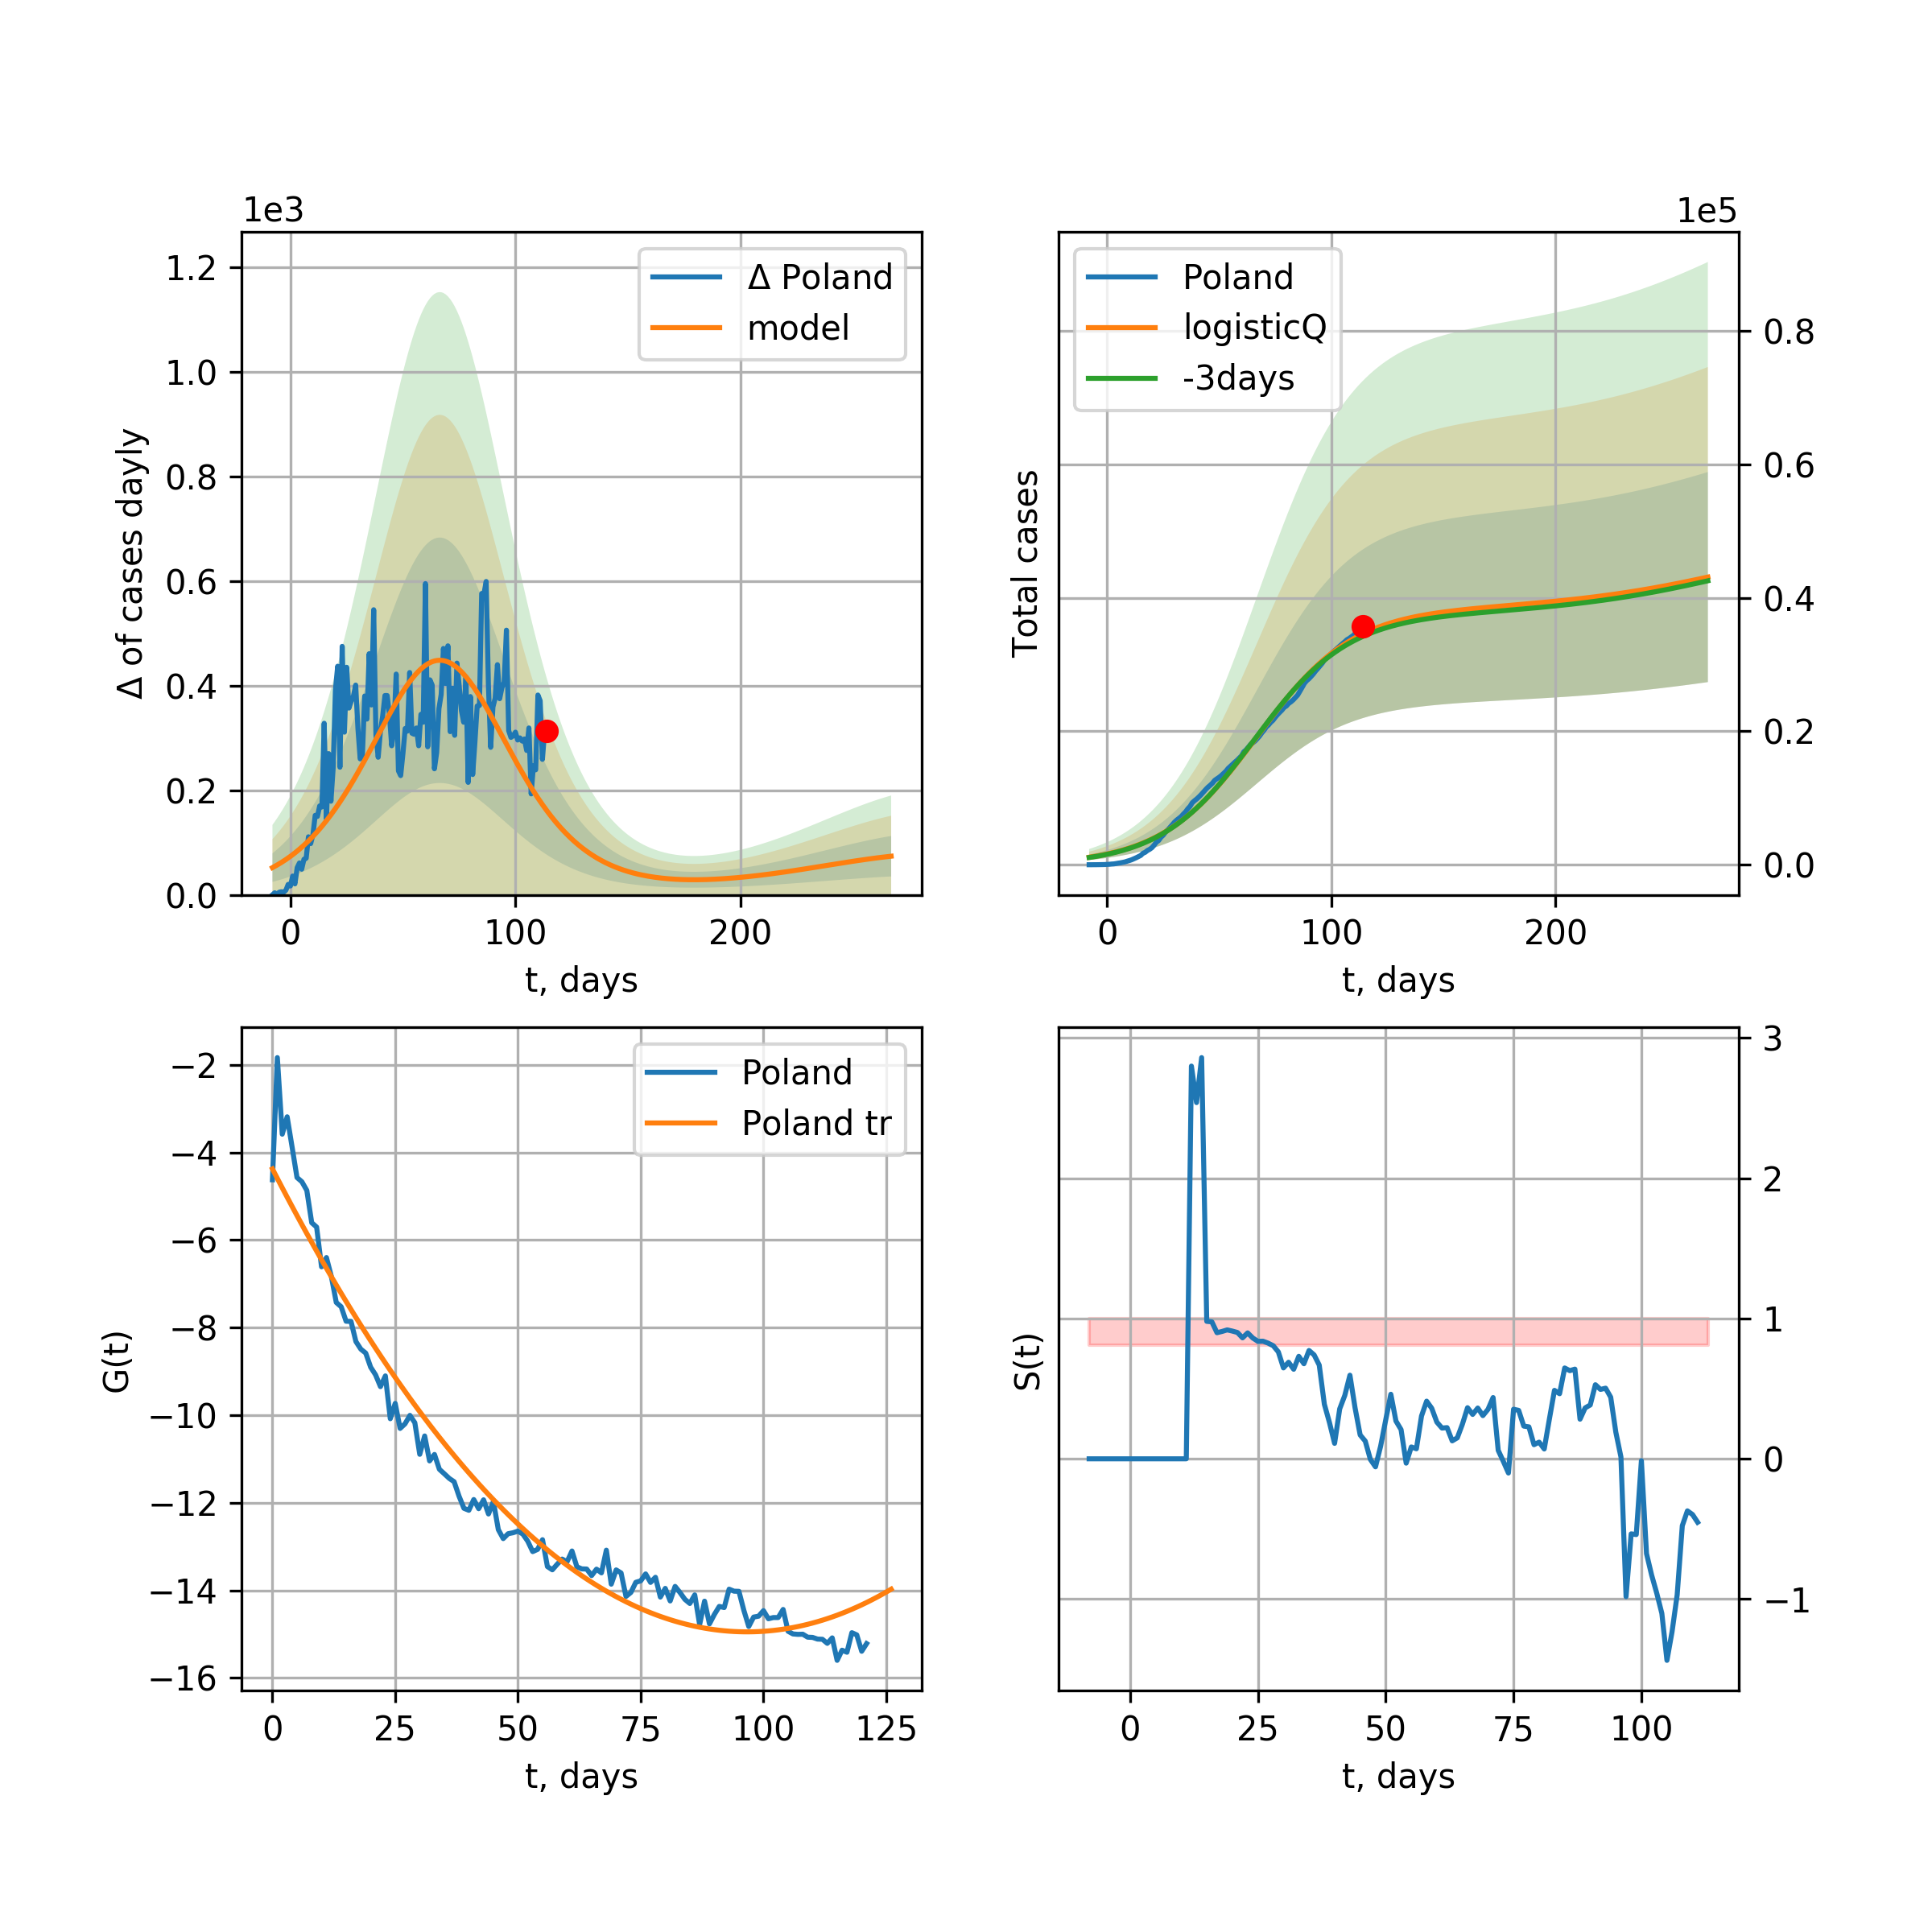 1e3
1.2
1.0
0.8
0.6
0.4
0.2
0.0
Δ of cases dayly
Δ Poland
model
0 100 200
t, days
1e5
Poland
logisticQ
-3days
Total cases
0.8
0.6
0.4
0.2
0.0
0 100 200
t, days
−2
−4
−6
−8
−10
−12
−14
−16
G(t)
Poland
Poland tr
0 25 50 75 100 125
t, days
S(t)
3
2
1
0
−1
0 25 50 75 100
t, days